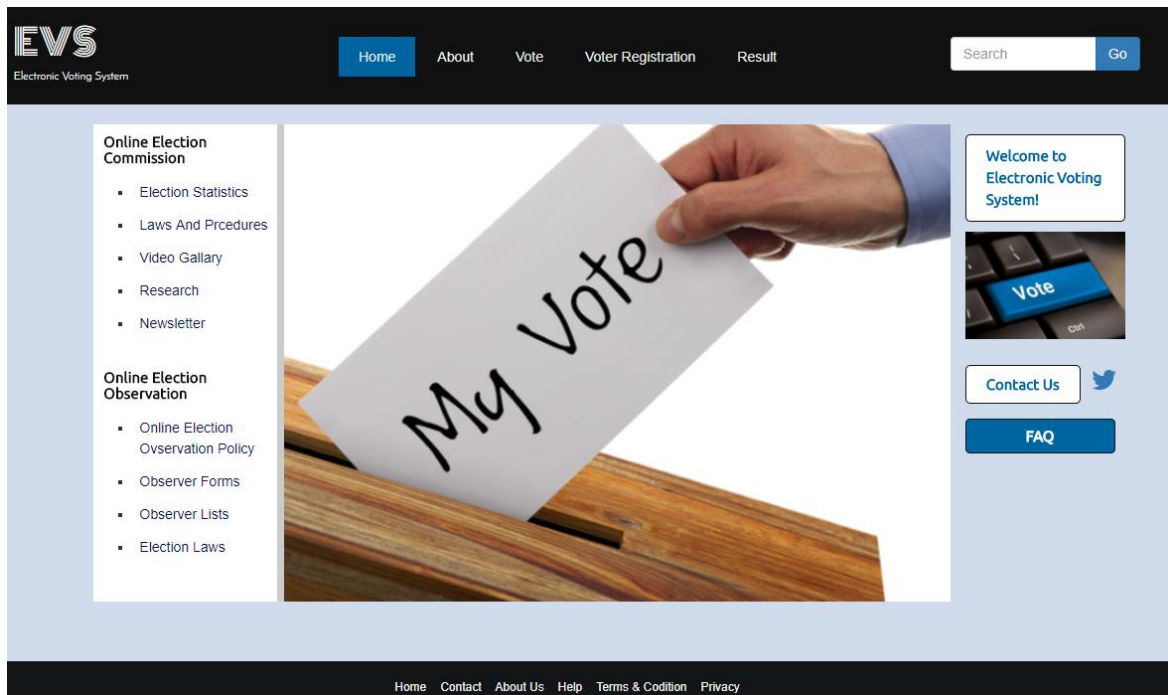 EVS
Electronic Voting System
Home About Vote Voter Registration Result
Search Go
Online Election
Commission
Election Statistics
Laws And Prcedures
Video Gallary
Research
Newsletter
Online Election
Observation
Online Election
Ovservation Policy
Observer Forms
Observer Lists
Election Laws
My Vote
Welcome to
Electronic Voting
System!
Vote
Ctrl
Contact Us
FAQ
Home Contact About Us Help Terms & Codition Privacy